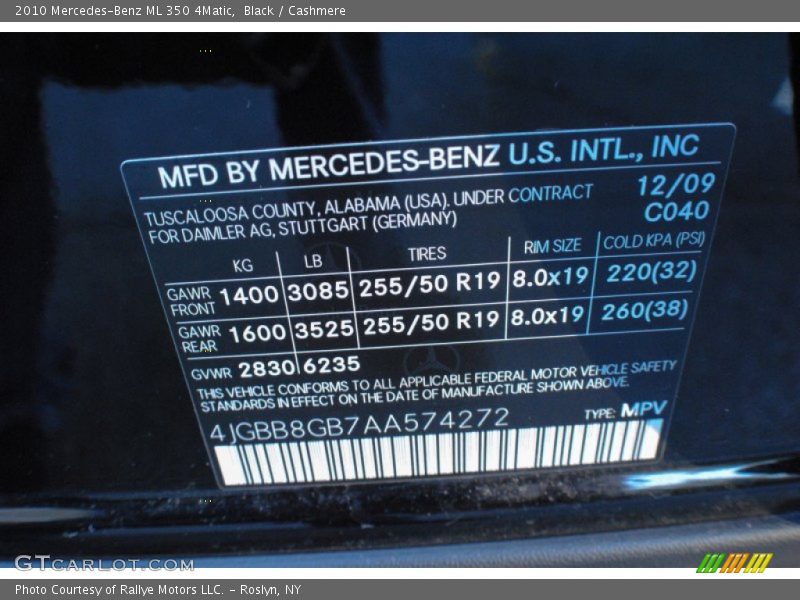 2010 Mercedes-Benz ML 350 4Matic,  Black / Cashmere
MFD BY MERCEDES-BENZ U.S. INTL., INC
TUSCALOOSA COUNTY, ALABAMA (USA), UNDER CONTRACT 12/09
FOR DAIMLER AG, STUTTGART (GERMANY) C040
KG LB TIRES RIM SIZE COLD KPA (PSI)
GAWR FRONT 1400 3085 255/50 R19 8.0x19 220(32)
GAWR REAR 1600 3525 255/50 R19 8.0x19 260(38)
GVWR 2830 6235
THIS VEHICLE CONFORMS TO ALL APPLICABLE FEDERAL MOTOR VEHICLE SAFETY
STANDARDS IN EFFECT ON THE DATE OF MANUFACTURE SHOWN ABOVE.
4JGBB8GB7AA574272 TYPE: MPV
GTCARLOT.COM
Photo Courtesy of Rallye Motors LLC. - Roslyn, NY